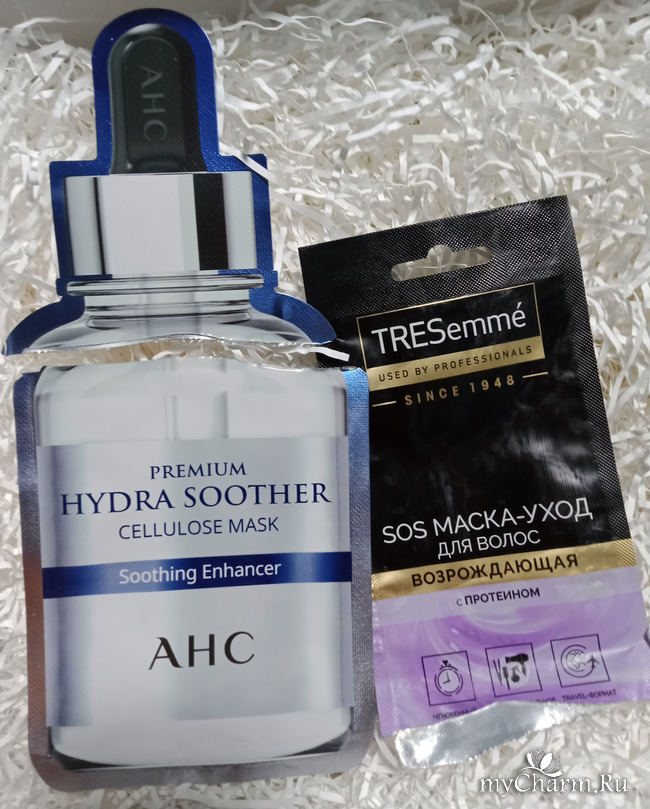 AHC
PREMIUM
HYDRA SOOTHER
CELLULOSE MASK
Soothing Enhancer
AHC
TRESemmé
USED BY PROFESSIONALS
SINCE 1948
SOS МАСКА-УХОД
ДЛЯ ВОЛОС
ВОЗРОЖДАЮЩАЯ
с ПРОТЕИНОМ
TRAVEL-ФОРМАТ
myCharm.Ru